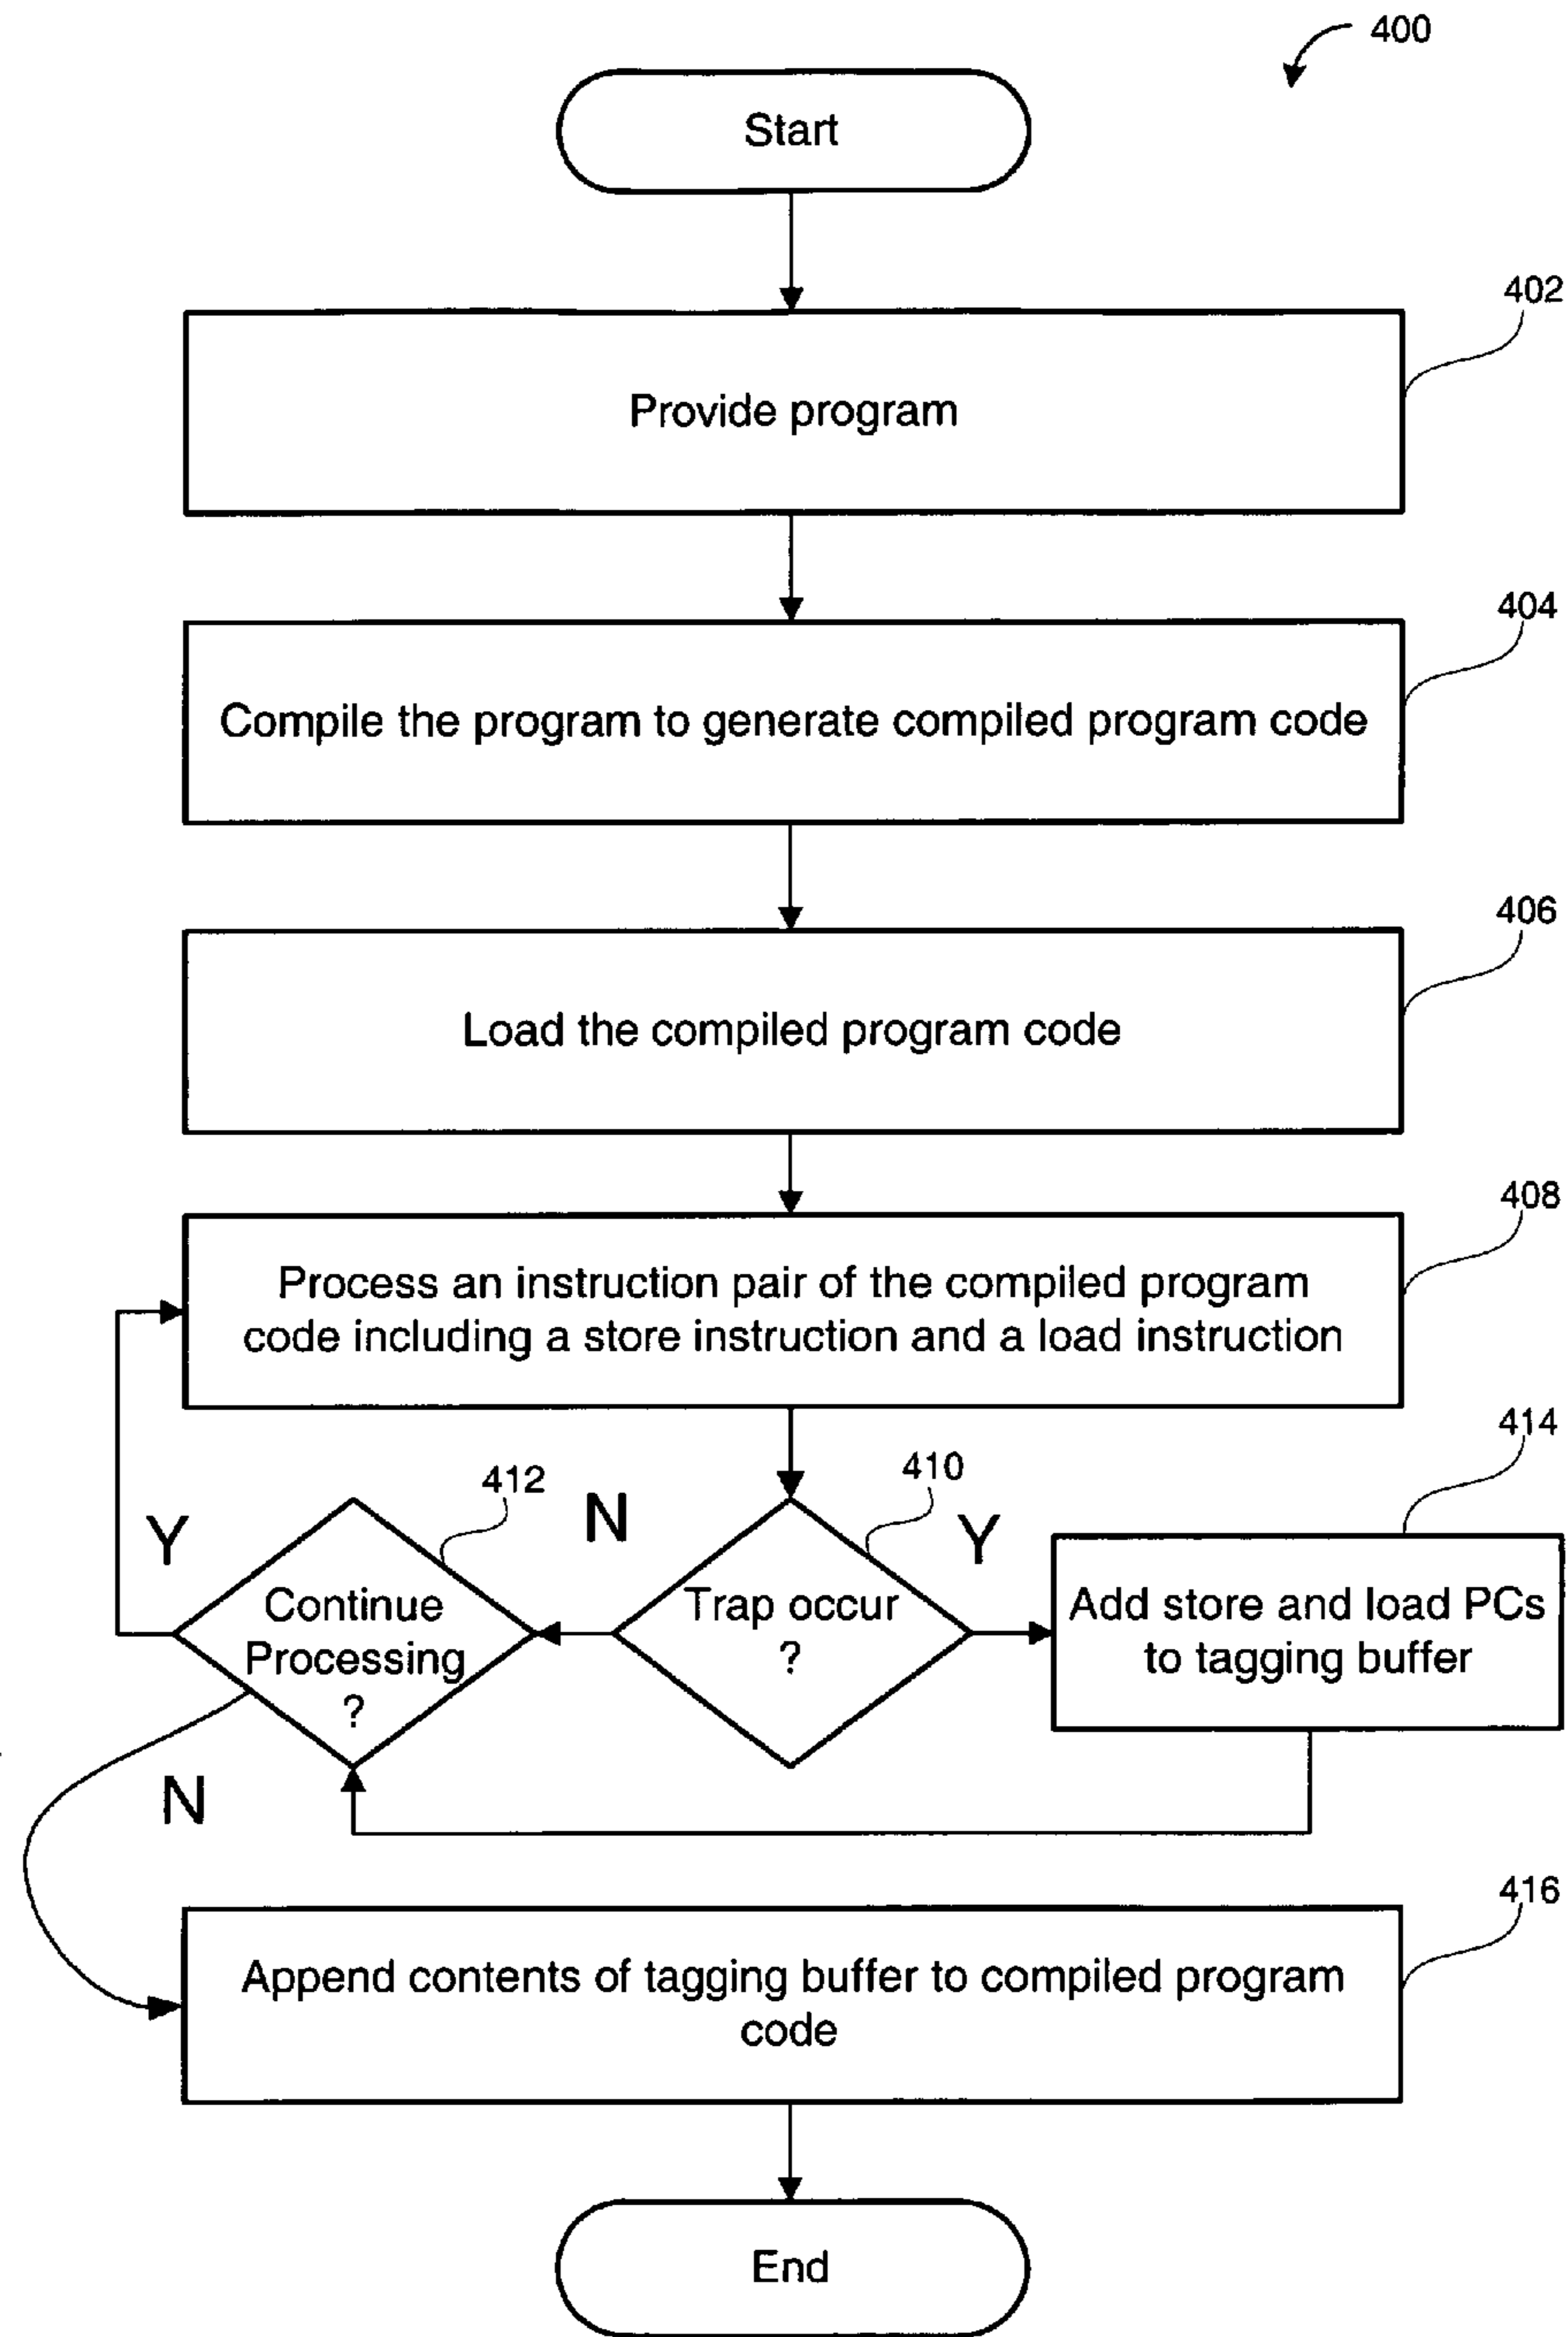 400
Start
402
Provide program
404
Compile the program to generate compiled program code
406
Load the compiled program code
408
Process an instruction pair of the compiled program
code including a store instruction and a load instruction
414
412
410
Y
N
Y
Continue
Processing
?
Trap occur
?
Add store and load PCs
to tagging buffer
N
416
Append contents of tagging buffer to compiled program
code
End